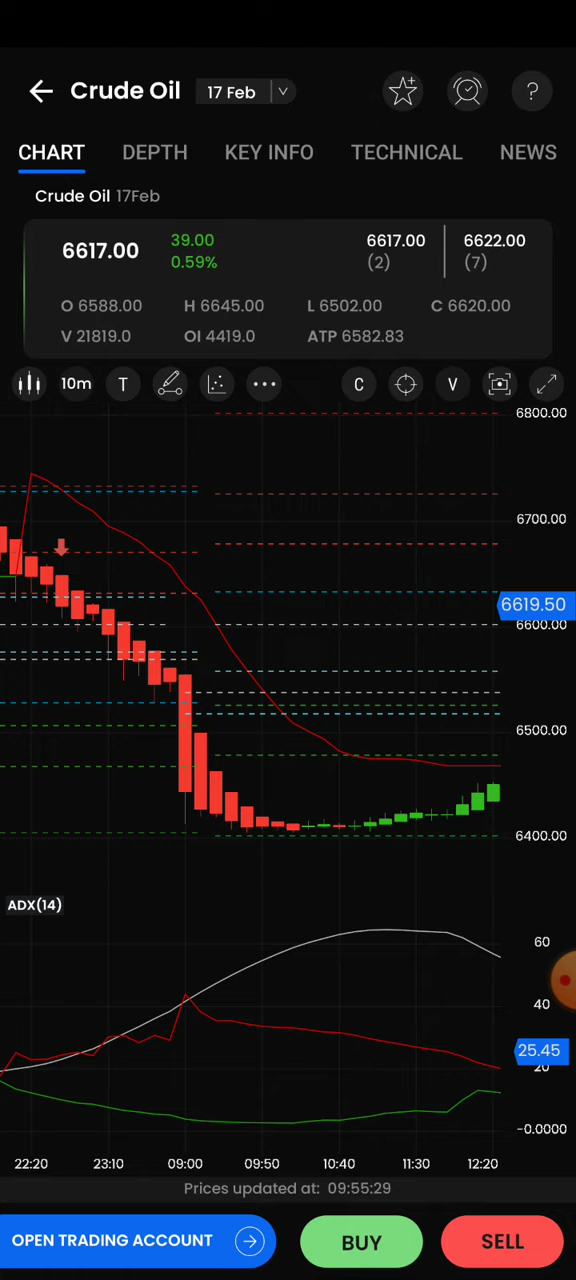 Crude Oil 17 Feb ?
CHART DEPTH KEY INFO TECHNICAL NEWS
Crude Oil 17Feb
6617.00 39.00 6617.00 6622.00
0.59% (2) (7)
O 6588.00 H 6645.00 L 6502.00 C 6620.00
V 21819.0 OI 4419.0 ATP 6582.83
10m T C V
6800.00
6700.00
6619.50
6600.00
6500.00
6400.00
ADX(14)
60
40
25.45
20
-0.0000
22:20 23:10 09:00 09:50 10:40 11:30 12:20
Prices updated at: 09:55:29
OPEN TRADING ACCOUNT BUY SELL